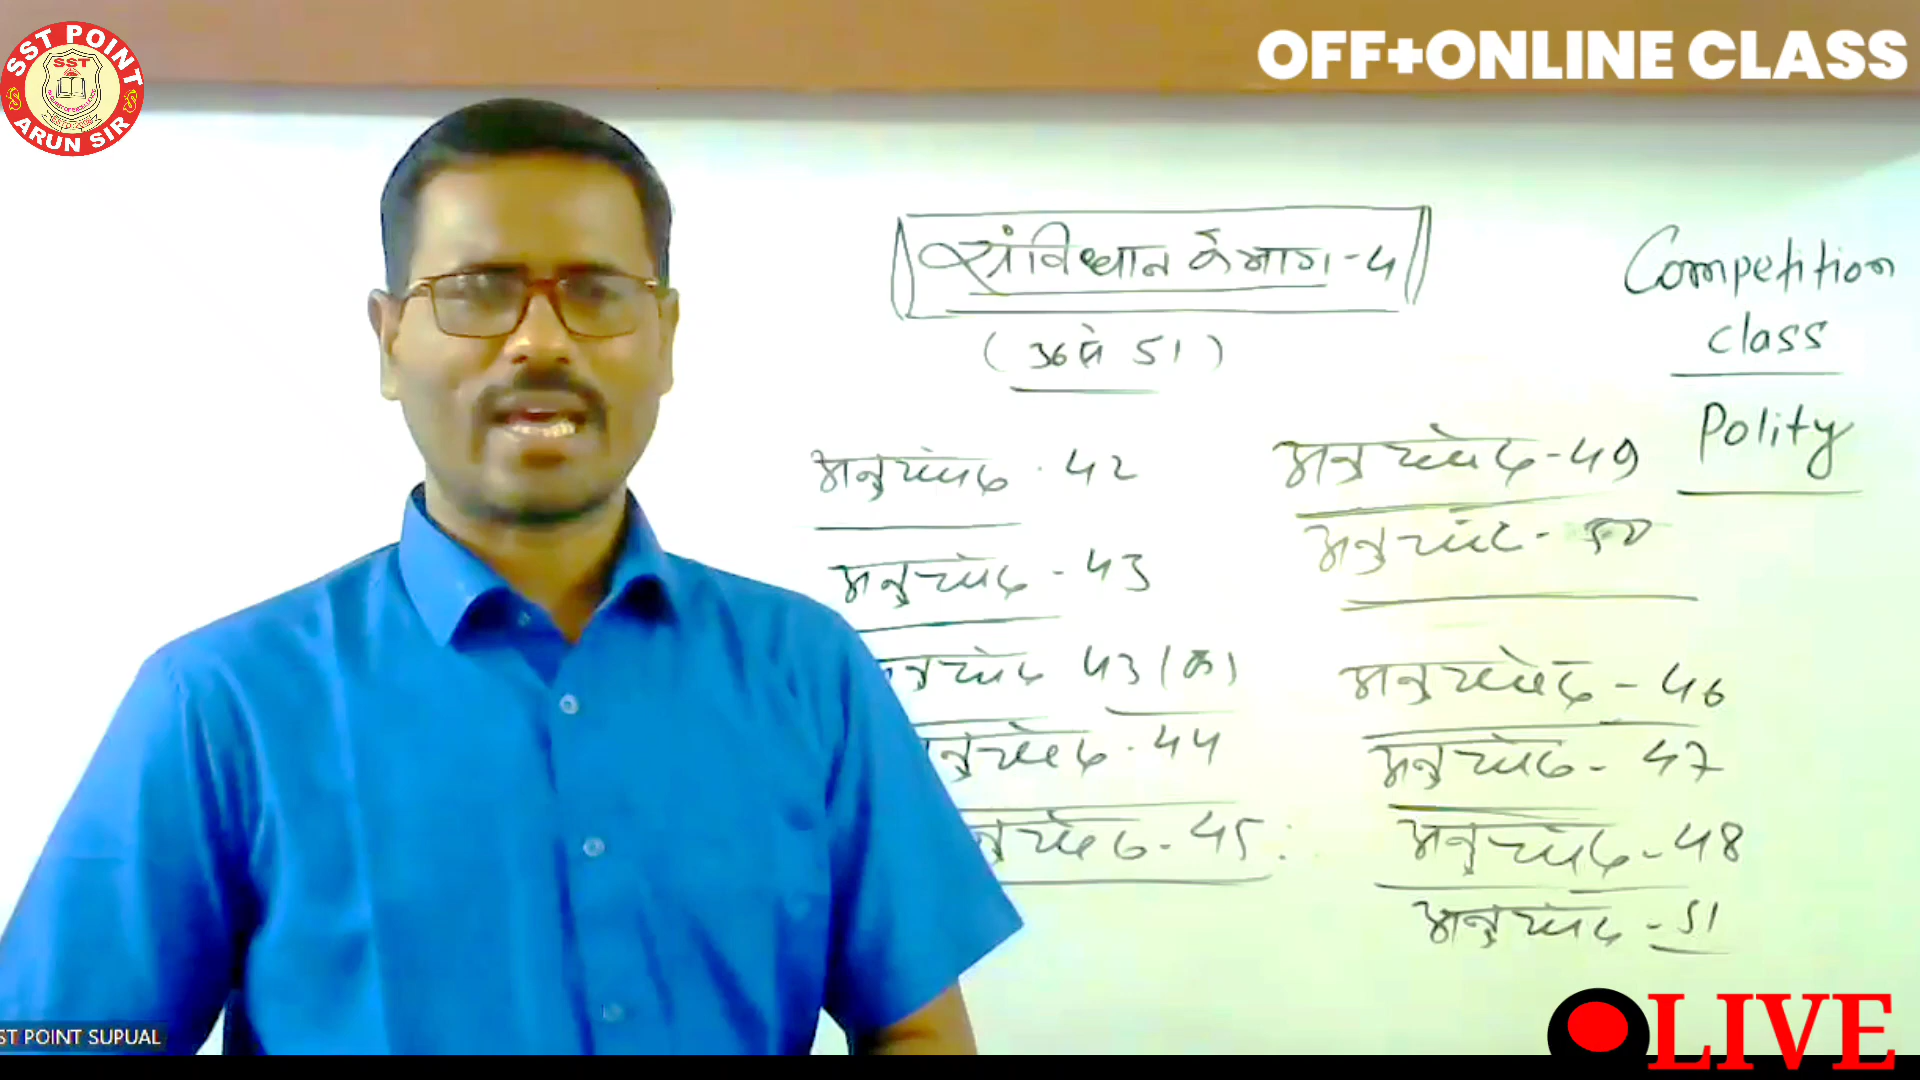 SST POINT
SST
ARUN SIR
OFF+ONLINE CLASS
संविधान के भाग-4
(36 से 51)
Competition
class
Polity
अनुच्छेद - 42
अनुच्छेद - 43
अनुच्छेद 43(क)
अनुच्छेद - 44
अनुच्छेद - 45
अनुच्छेद - 49
अनुच्छेद - 50
अनुच्छेद - 46
अनुच्छेद - 47
अनुच्छेद - 48
अनुच्छेद - 51
ST POINT SUPUAL
LIVE